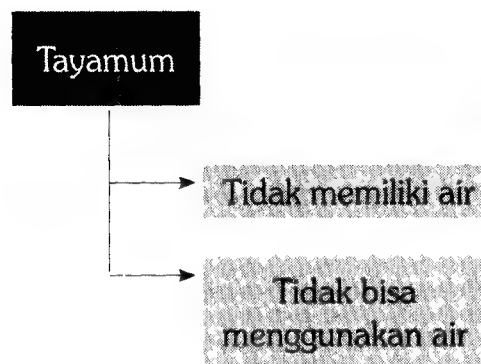 Tayamum
Tidak memiliki air
Tidak bisa
menggunakan air